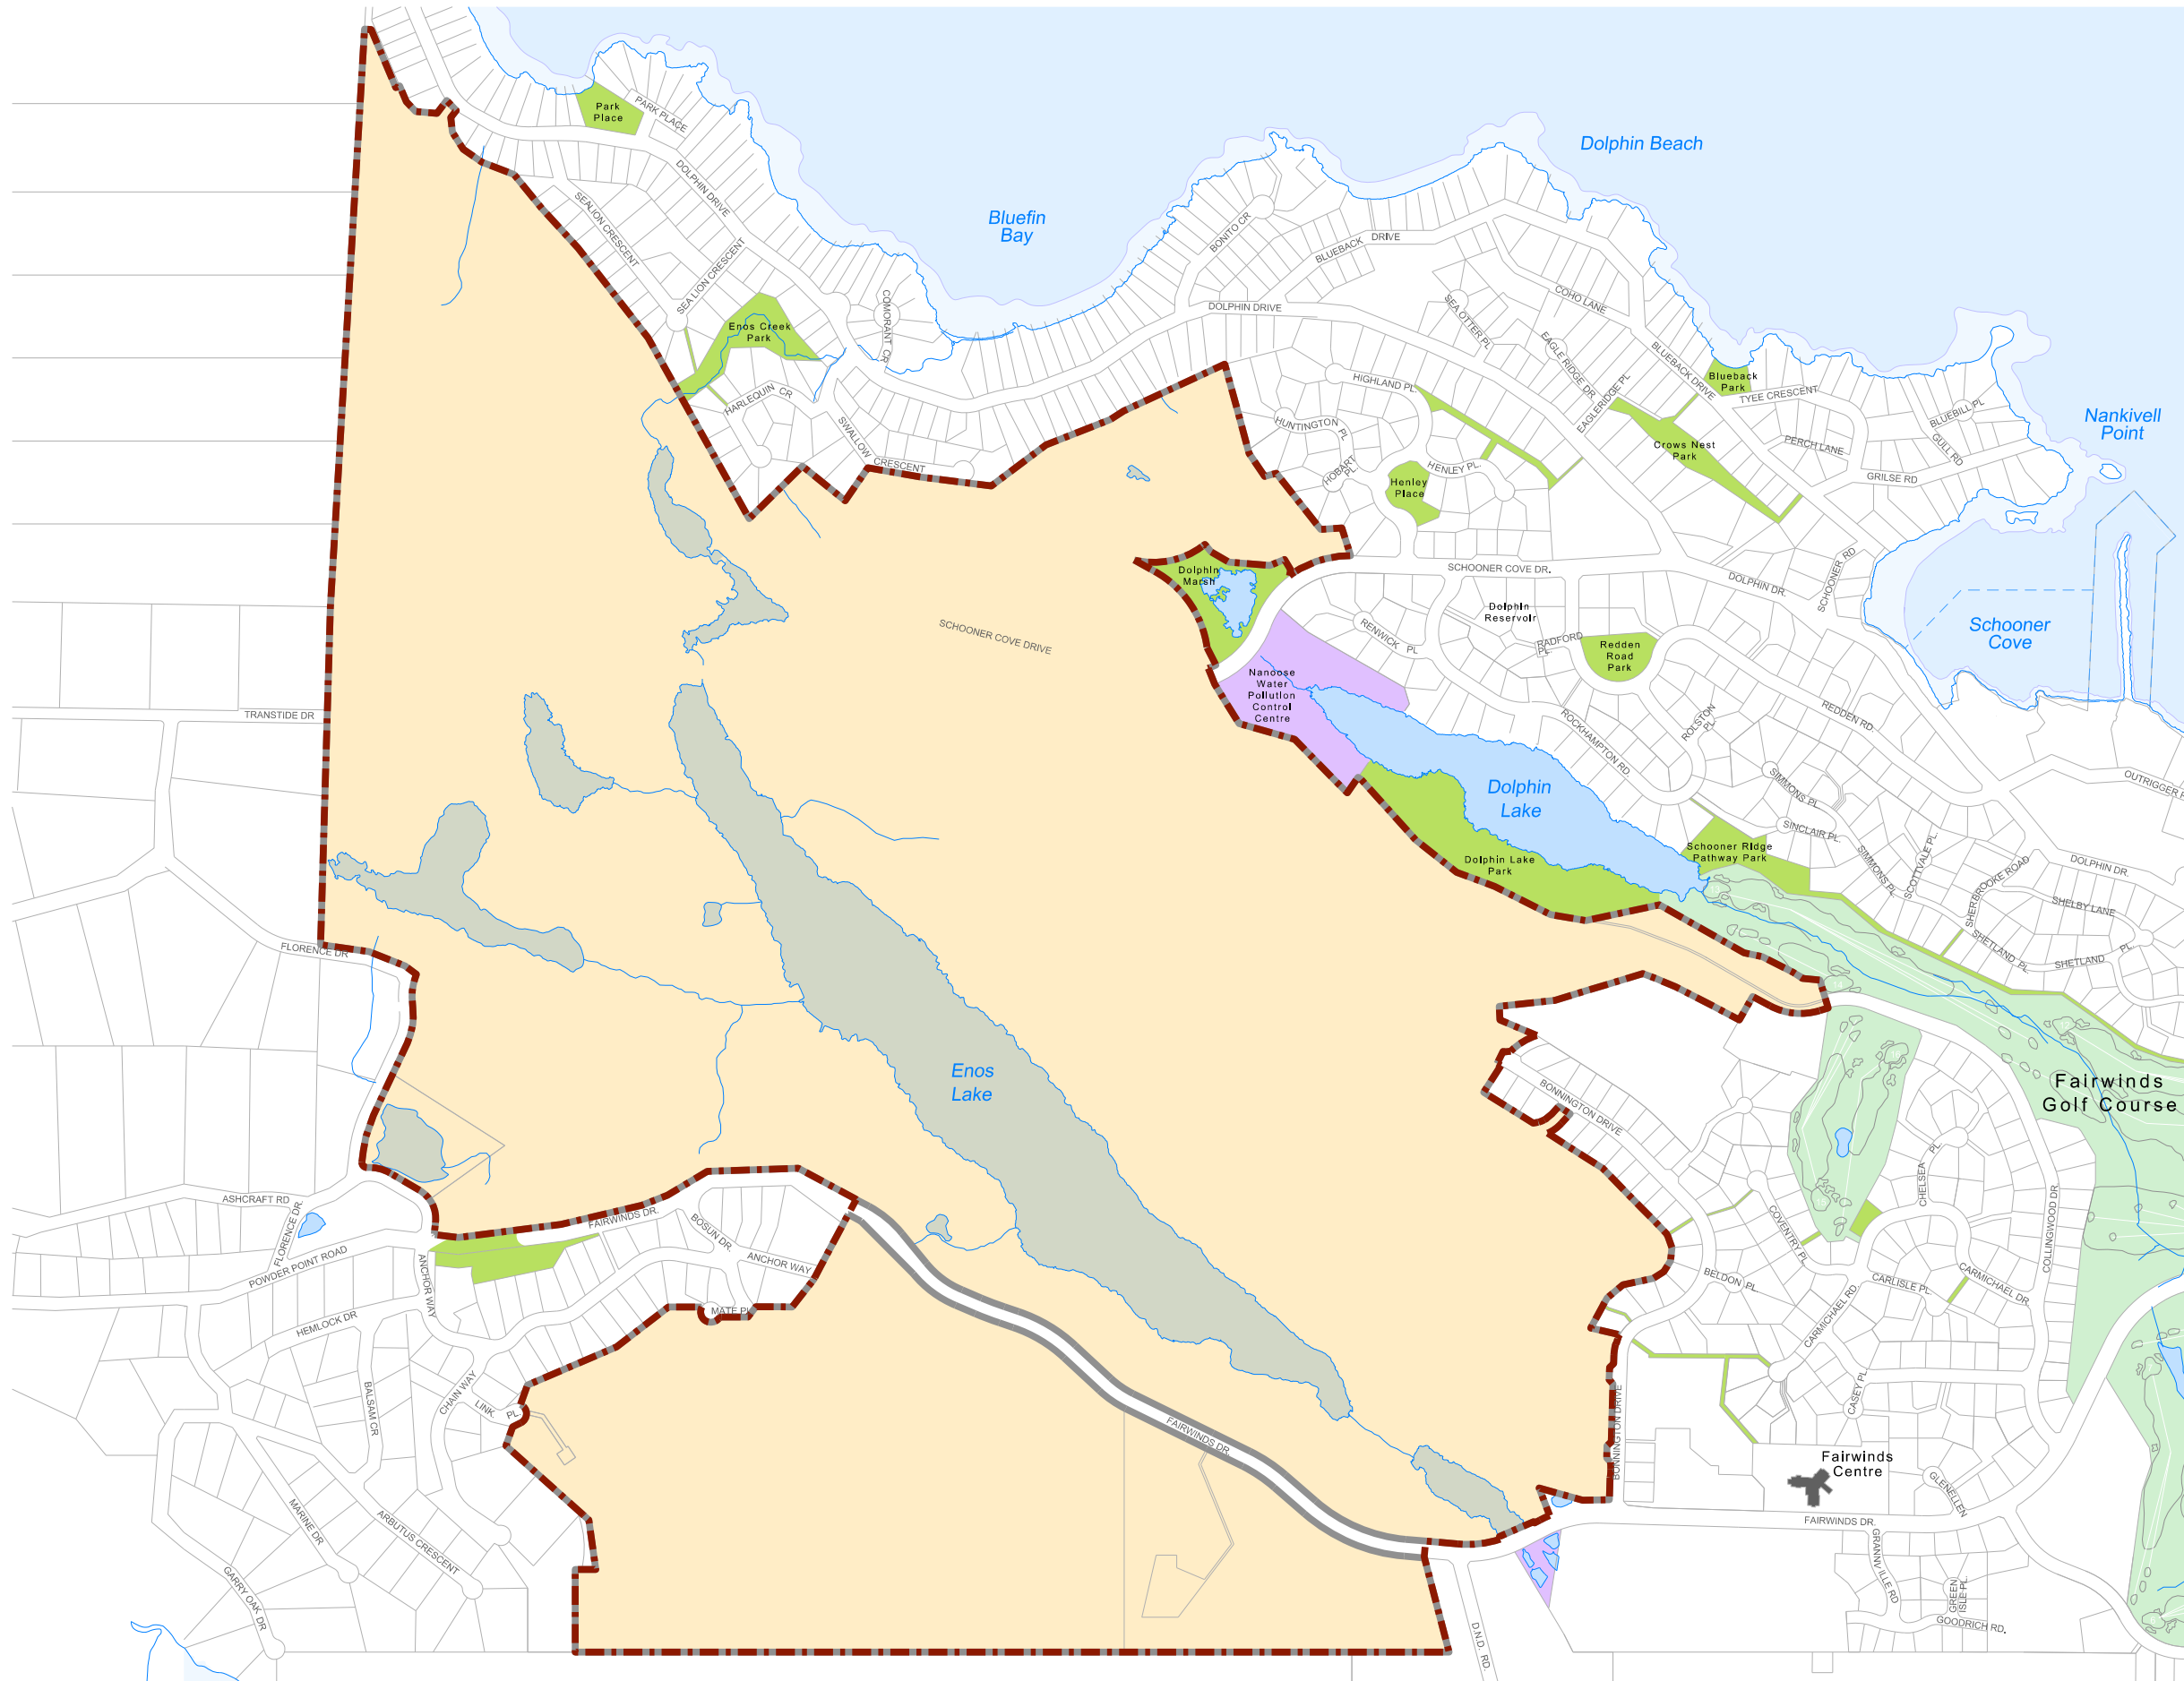 Park
Place
PARK PLACE
DOLPHIN DRIVE
SEALION CRESCENT
SEA LION CRESCENT
Enos Creek
Park
COMORANT CR
HARLEQUIN CR
SWALLOW
CRESCENT
Bluefin
Bay
Dolphin Beach
BONITO CR
BLUEBACK DRIVE
DOLPHIN DRIVE
COHO LANE
SEA OTTER PL
EAGLE RIDGE DR
EAGLERIDGE PL
BLUEBACK DRIVE
Blueback
Park
TYEE CRESCENT
BLUEBILL PL
GULL RD
PERCH LANE
GRILSE RD
Nankivell
Point
HIGHLAND PL
HUNTINGTON PL
HOBART PL
HENLEY PL.
Henley
Place
Crows Nest
Park
SCHOONER COVE DR.
DOLPHIN DR.
SCHOONER RD
Schooner
Cove
Dolphin
Marsh
SCHOONER COVE DRIVE
Dolphin
Reservoir
RENWICK PL
RADFORD
PL
Redden
Road
Park
Nanoose
Water
Pollution
Control
Centre
ROCKHAMPTON RD.
ROLSTON
PL
REDDEN RD.
OUTRIGGER
Dolphin
Lake
SIMMONS PL
SINCLAIR PL.
SIMMONS PL
SCOTTVALE PL.
Schooner Ridge
Pathway Park
Dolphin Lake
Park
DOLPHIN DR.
SHERBROOKE ROAD
SHELBY LANE
SHETLAND PL
SHETLAND PL.
TRANSTIDE DR
FLORENCE DR
Enos
Lake
Fairwinds
Golf Course
BONNINGTON DRIVE
CHELSEA PL
COVENTRY PL
COLLINGWOOD DR
BELDON PL
CARLISLE PL
CARMICHAEL DR
CARMICHAEL RD
CASEY PL
BONNINGTON DRIVE
Fairwinds
Centre
GLENELLEN
FAIRWINDS DR.
GRANNVILLE RD
GREEN
ISLE PL.
GOODRICH RD.
ASHCRAFT RD
FLORENCE DR.
POWDER POINT ROAD
ANCHOR WAY
FAIRWINDS DR.
BOSUN DR.
ANCHOR WAY
MATE PL
HEMLOCK DR
BALSAM CR
CHAIN WAY
LINK PL
MARINE DR
ARBUTUS CRESCENT
GARRY OAK DR
FAIRWINDS DR.
D.N.D. RD.